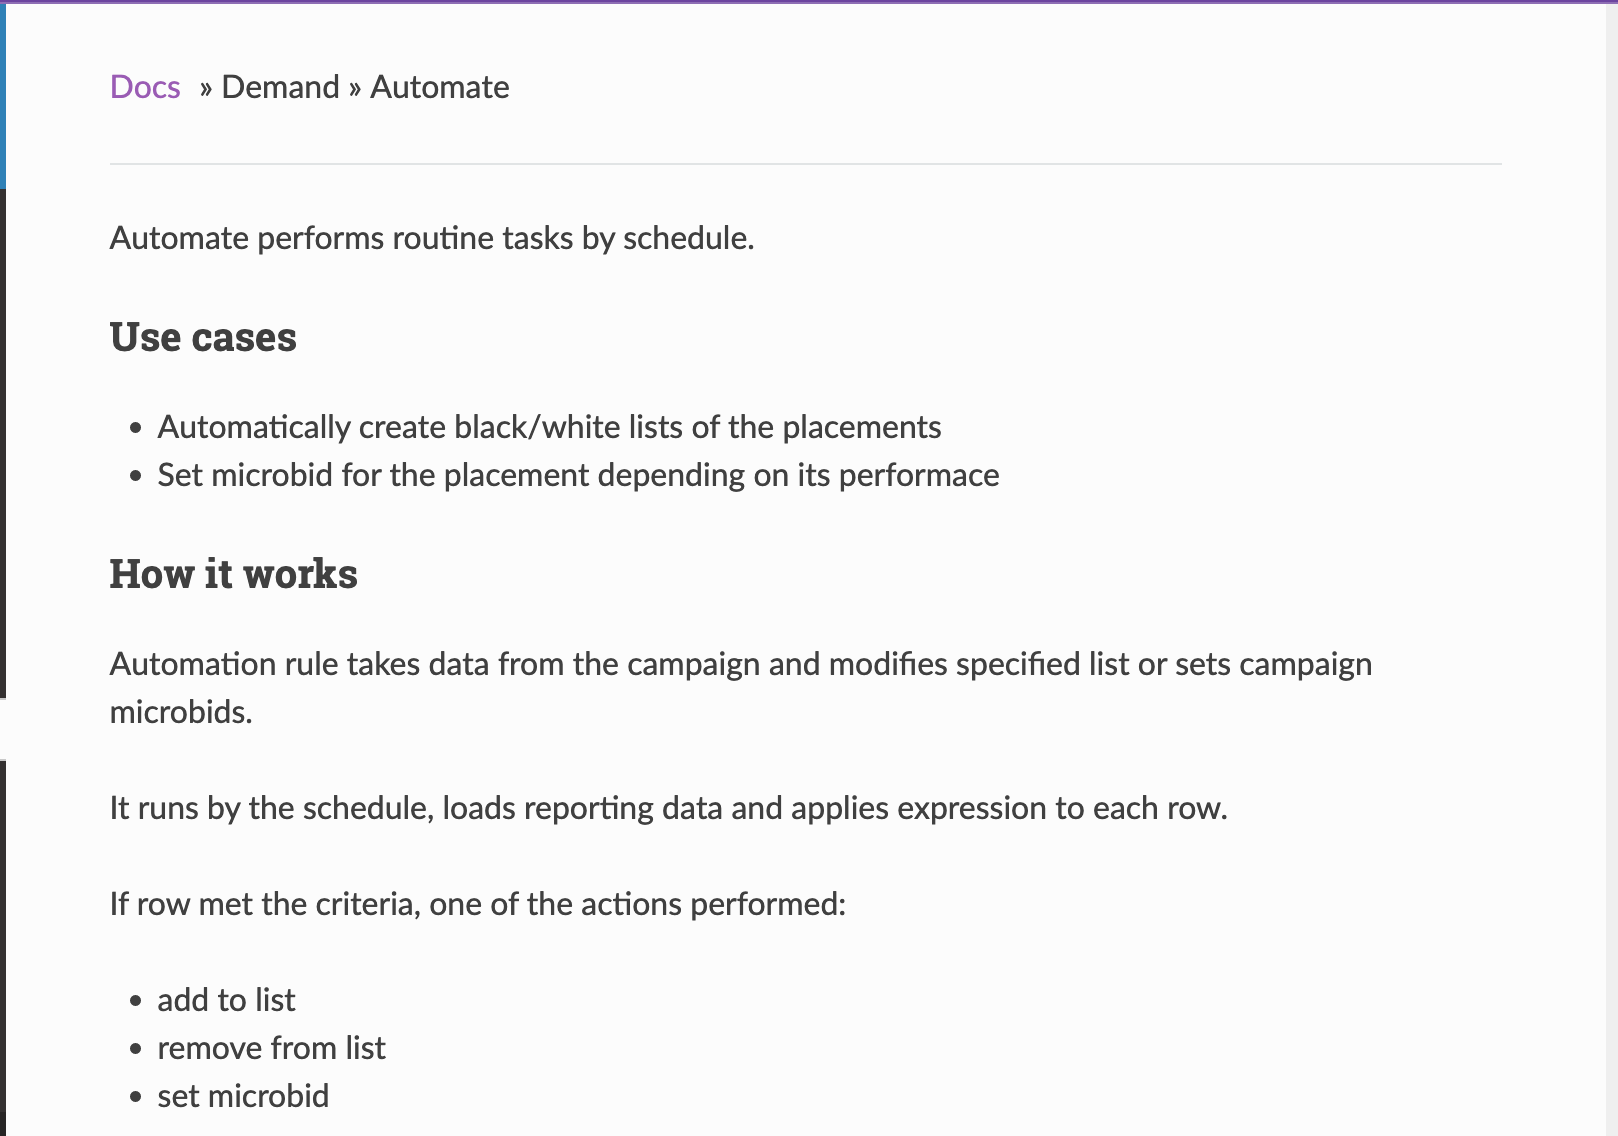 Docs » Demand » Automate
Automate performs routine tasks by schedule.
Use cases
• Automatically create black/white lists of the placements
• Set microbid for the placement depending on its performace
How it works
Automation rule takes data from the campaign and modifies specified list or sets campaign
microbids.
It runs by the schedule, loads reporting data and applies expression to each row.
If row met the criteria, one of the actions performed:
• add to list
• remove from list
• set microbid